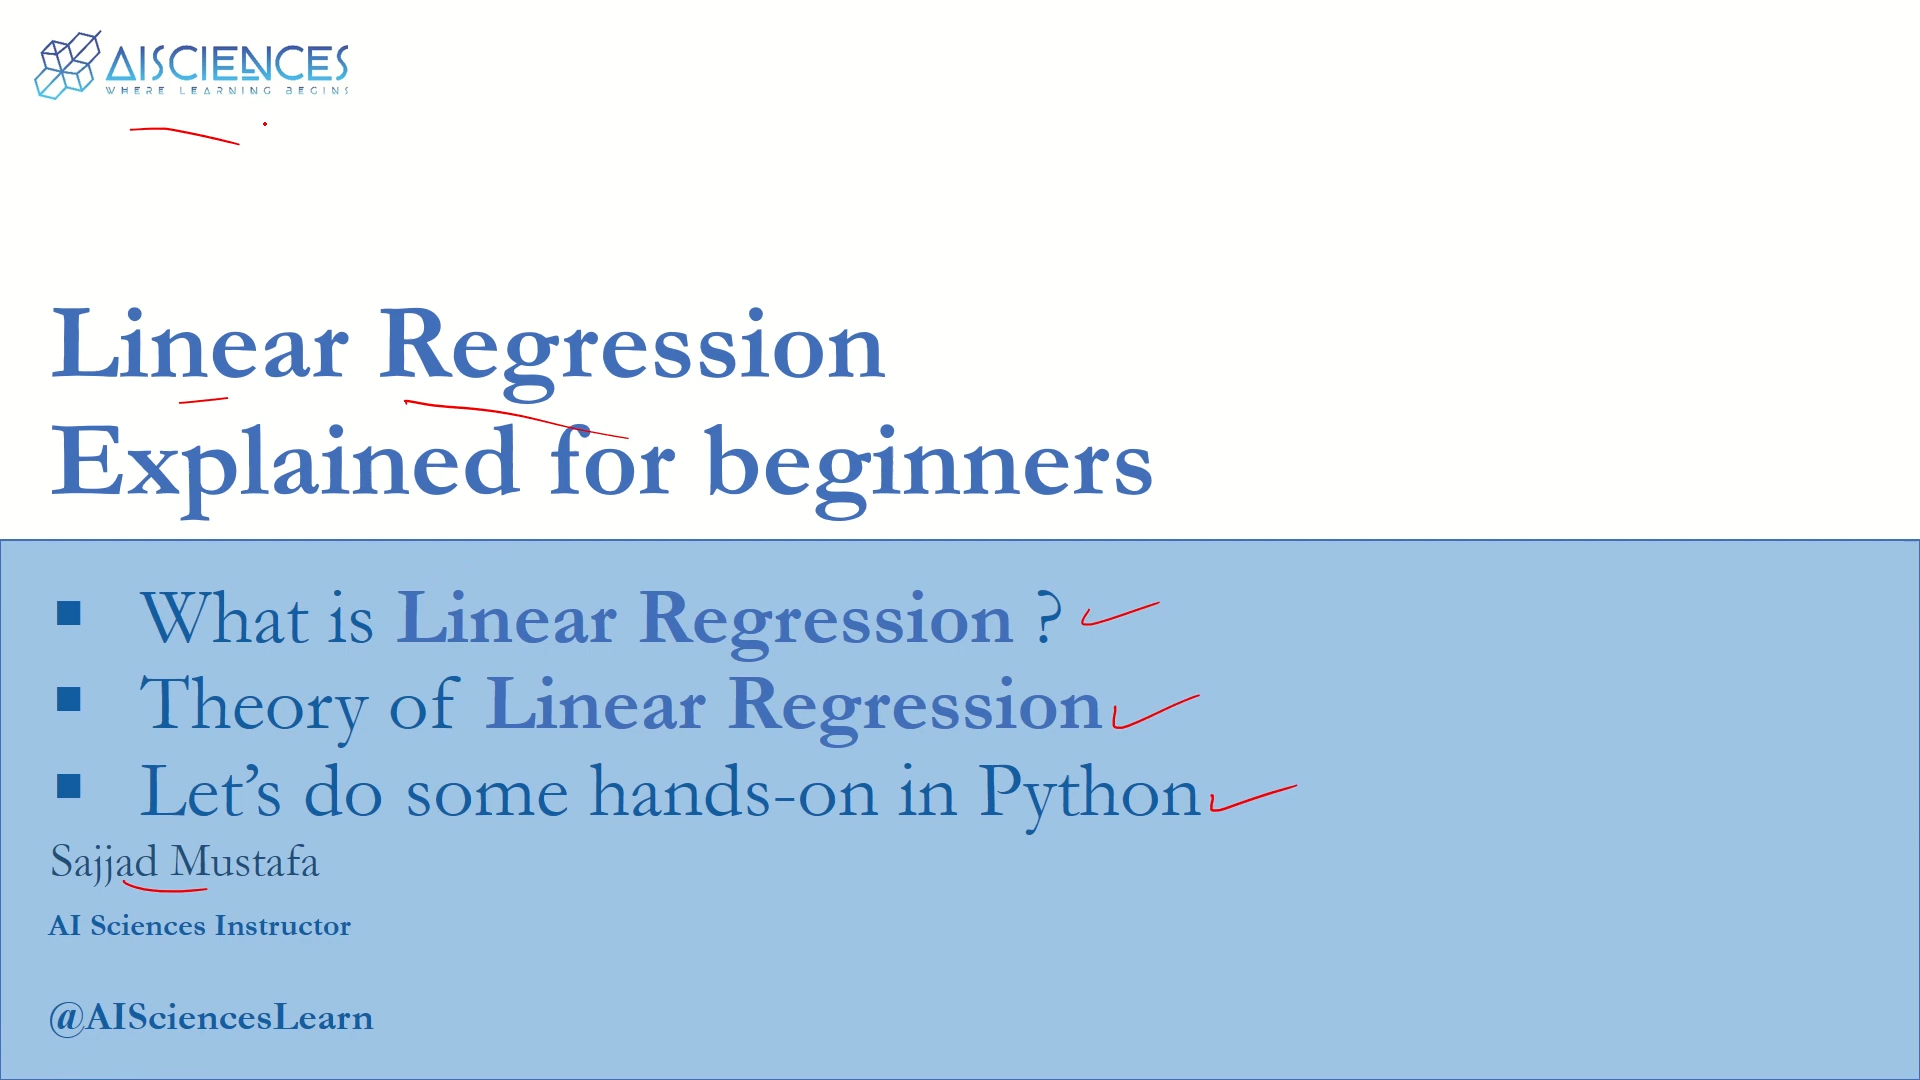 AISCIENCES
WHERE LEARNING BEGINS
Linear Regression
Explained for beginners
▪ What is Linear Regression ?
▪ Theory of Linear Regression
▪ Let’s do some hands-on in Python
Sajjad Mustafa
AI Sciences Instructor
@AISciencesLearn